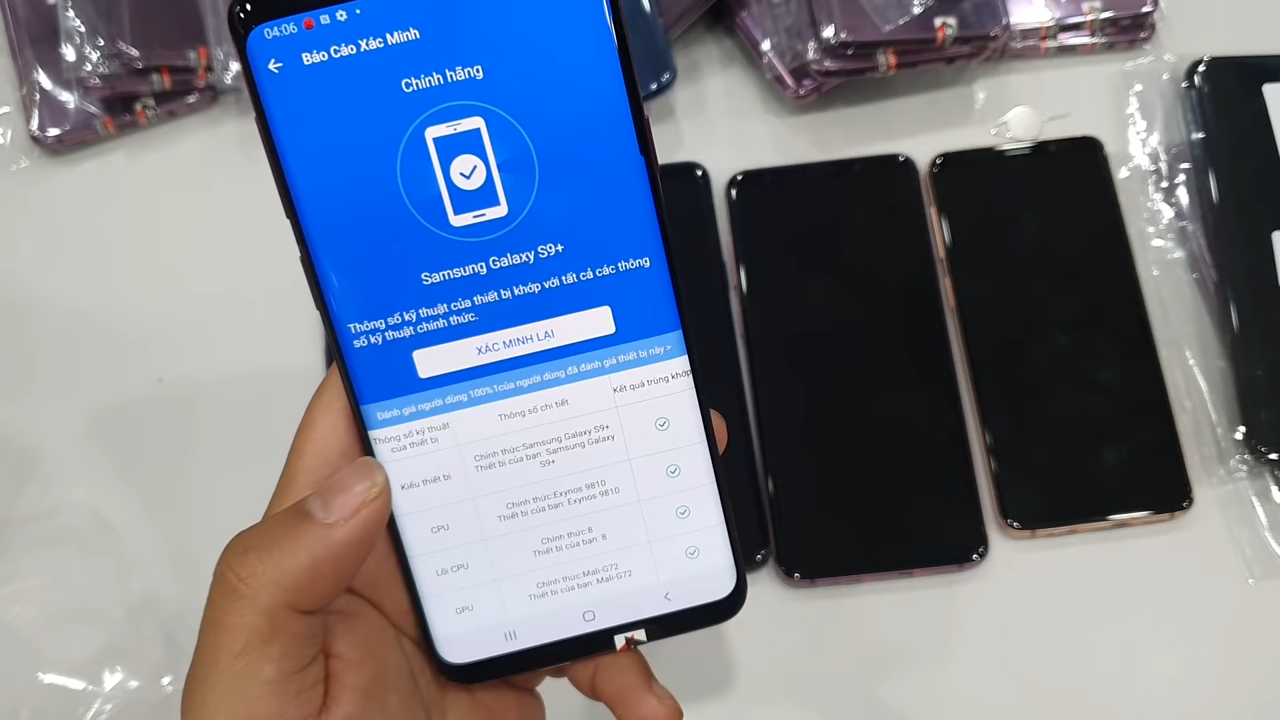 04:06
Báo Cáo Xác Minh
Chính hãng
Samsung Galaxy S9+
Thông số kỹ thuật của thiết bị khớp với tất cả các thông
số kỹ thuật chính thức.
XÁC MINH LẠI
Đánh giá người dùng 100%1của người dùng đã đánh giá thiết bị này >
Thông số kỹ thuật
của thiết bị
Thông số chi tiết
Kết quả trùng khớp
Kiểu thiết bị
Chính thức:Samsung Galaxy S9+
Thiết bị của bạn: Samsung Galaxy
S9+
CPU
Chính thức:Exynos 9810
Thiết bị của bạn: Exynos 9810
Lõi CPU
Chính thức:8
Thiết bị của bạn: 8
GPU
Chính thức:Mali-G72
Thiết bị của bạn: Mali-G72